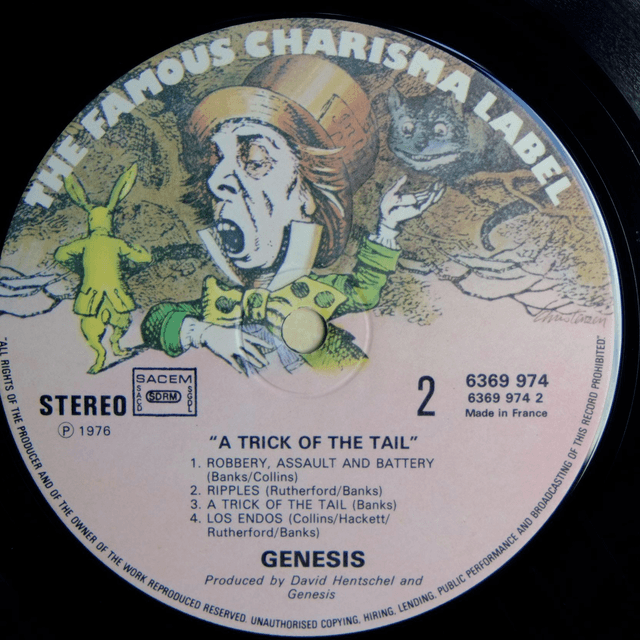 THE FAMOUS CHARISMA LABEL
STEREO
SACEM
SACD
SDRM
SGDL
Ⓟ 1976
2
6369 974
6369 974 2
Made in France
"A TRICK OF THE TAIL"
1. ROBBERY, ASSAULT AND BATTERY
(Banks/Collins)
2. RIPPLES (Rutherford/Banks)
3. A TRICK OF THE TAIL (Banks)
4. LOS ENDOS (Collins/Hackett/
Rutherford/Banks)
GENESIS
Produced by David Hentschel and
Genesis
"ALL RIGHTS OF THE PRODUCER AND OF THE OWNER OF THE WORK REPRODUCED RESERVED. UNAUTHORISED COPYING, HIRING, LENDING, PUBLIC PERFORMANCE AND BROADCASTING OF THIS RECORD PROHIBITED"